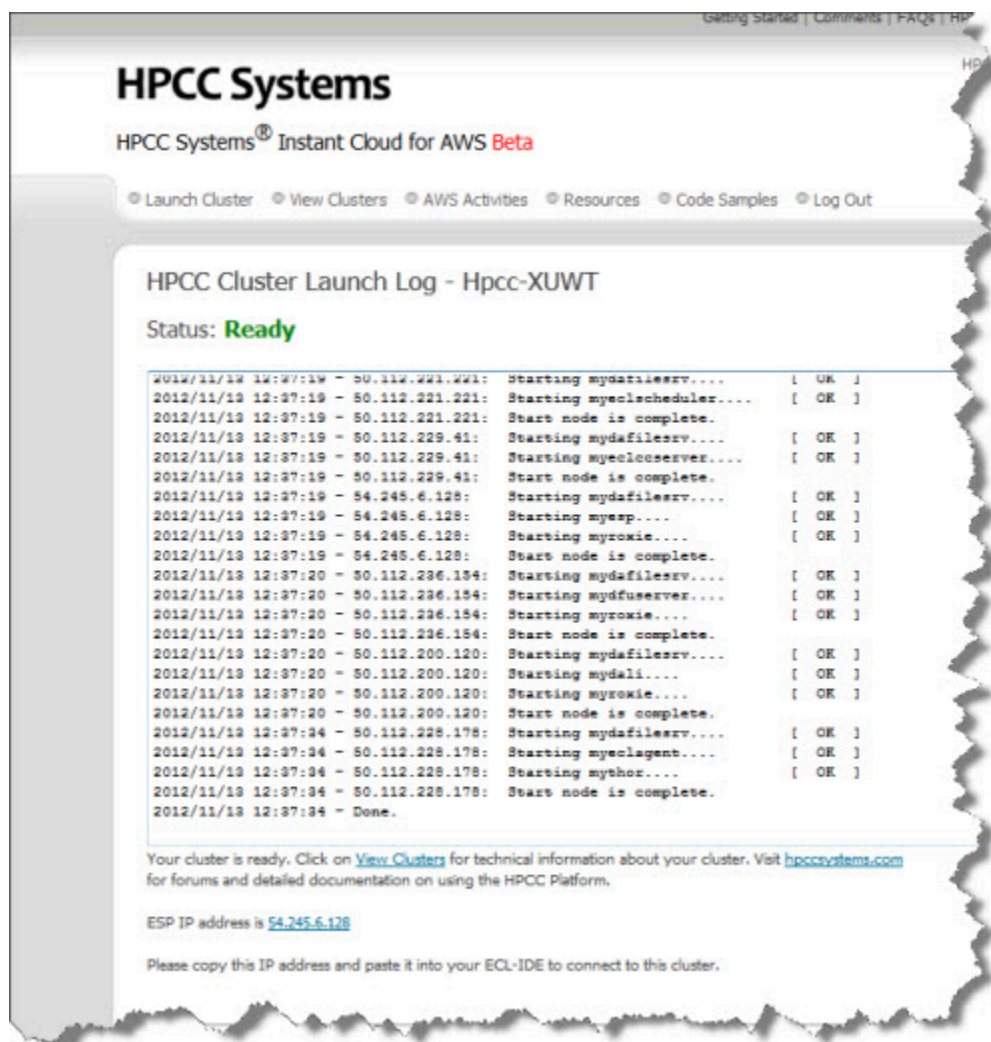 Getting Started | Comments | FAQs |
HPCC Systems
HPCC Systems® Instant Cloud for AWS Beta
Launch Cluster View Clusters AWS Activities Resources Code Samples Log Out
HPCC Cluster Launch Log - Hpcc-XUWT
Status: Ready
2012/11/13 12:37:19 - 50.112.221.221: Starting mydafilesrv.... [ OK ]
2012/11/13 12:37:19 - 50.112.221.221: Starting myeclscheduler.... [ OK ]
2012/11/13 12:37:19 - 50.112.221.221: Start node is complete.
2012/11/13 12:37:19 - 50.112.229.41: Starting mydafilesrv.... [ OK ]
2012/11/13 12:37:19 - 50.112.229.41: Starting myeclccserver.... [ OK ]
2012/11/13 12:37:19 - 50.112.229.41: Start node is complete.
2012/11/13 12:37:19 - 54.245.6.128: Starting mydafilesrv.... [ OK ]
2012/11/13 12:37:19 - 54.245.6.128: Starting myesp.... [ OK ]
2012/11/13 12:37:19 - 54.245.6.128: Starting myroxie.... [ OK ]
2012/11/13 12:37:19 - 54.245.6.128: Start node is complete.
2012/11/13 12:37:20 - 50.112.236.154: Starting mydafilesrv.... [ OK ]
2012/11/13 12:37:20 - 50.112.236.154: Starting mydfuserver.... [ OK ]
2012/11/13 12:37:20 - 50.112.236.154: Starting myroxie.... [ OK ]
2012/11/13 12:37:20 - 50.112.236.154: Start node is complete.
2012/11/13 12:37:20 - 50.112.200.120: Starting mydafilesrv.... [ OK ]
2012/11/13 12:37:20 - 50.112.200.120: Starting mydali.... [ OK ]
2012/11/13 12:37:20 - 50.112.200.120: Starting myroxie.... [ OK ]
2012/11/13 12:37:20 - 50.112.200.120: Start node is complete.
2012/11/13 12:37:34 - 50.112.228.178: Starting mydafilesrv.... [ OK ]
2012/11/13 12:37:34 - 50.112.228.178: Starting myeclagent.... [ OK ]
2012/11/13 12:37:34 - 50.112.228.178: Starting mythor.... [ OK ]
2012/11/13 12:37:34 - 50.112.228.178: Start node is complete.
2012/11/13 12:37:34 - Done.
Your cluster is ready. Click on View Clusters for technical information about your cluster. Visit hpccsystems.com
for forums and detailed documentation on using the HPCC Platform.
ESP IP address is 54.245.6.128
Please copy this IP address and paste it into your ECL-IDE to connect to this cluster.